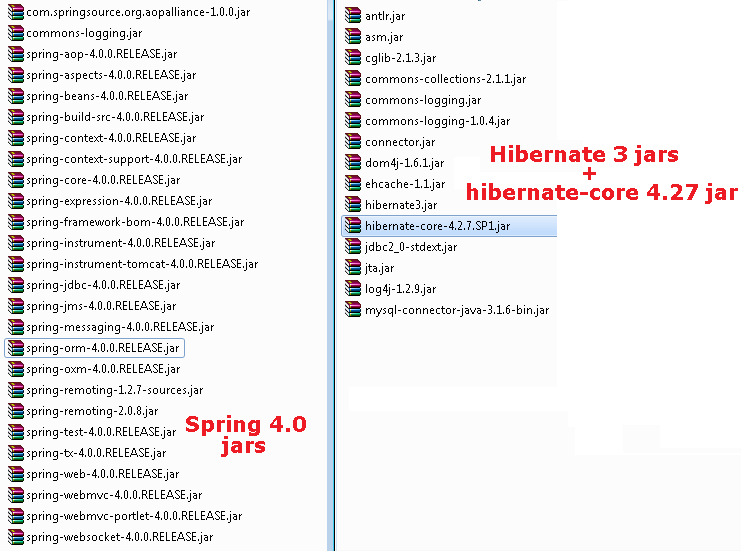 com.springsource.org.aopalliance-1.0.0.jar
commons-logging.jar
spring-aop-4.0.0.RELEASE.jar
spring-aspects-4.0.0.RELEASE.jar
spring-beans-4.0.0.RELEASE.jar
spring-build-src-4.0.0.RELEASE.jar
spring-context-4.0.0.RELEASE.jar
spring-context-support-4.0.0.RELEASE.jar
spring-core-4.0.0.RELEASE.jar
spring-expression-4.0.0.RELEASE.jar
spring-framework-bom-4.0.0.RELEASE.jar
spring-instrument-4.0.0.RELEASE.jar
spring-instrument-tomcat-4.0.0.RELEASE.jar
spring-jdbc-4.0.0.RELEASE.jar
spring-jms-4.0.0.RELEASE.jar
spring-messaging-4.0.0.RELEASE.jar
spring-orm-4.0.0.RELEASE.jar
spring-oxm-4.0.0.RELEASE.jar
spring-remoting-1.2.7-sources.jar
spring-remoting-2.0.8.jar
spring-test-4.0.0.RELEASE.jar
spring-tx-4.0.0.RELEASE.jar
spring-web-4.0.0.RELEASE.jar
spring-webmvc-4.0.0.RELEASE.jar
spring-webmvc-portlet-4.0.0.RELEASE.jar
spring-websocket-4.0.0.RELEASE.jar
Spring 4.0
jars
antlr.jar
asm.jar
cglib-2.1.3.jar
commons-collections-2.1.1.jar
commons-logging.jar
commons-logging-1.0.4.jar
connector.jar
dom4j-1.6.1.jar
ehcache-1.1.jar
hibernate3.jar
hibernate-core-4.2.7.SP1.jar
jdbc2_0-stdext.jar
jta.jar
log4j-1.2.9.jar
mysql-connector-java-3.1.6-bin.jar
Hibernate 3 jars
+
hibernate-core 4.27 jar